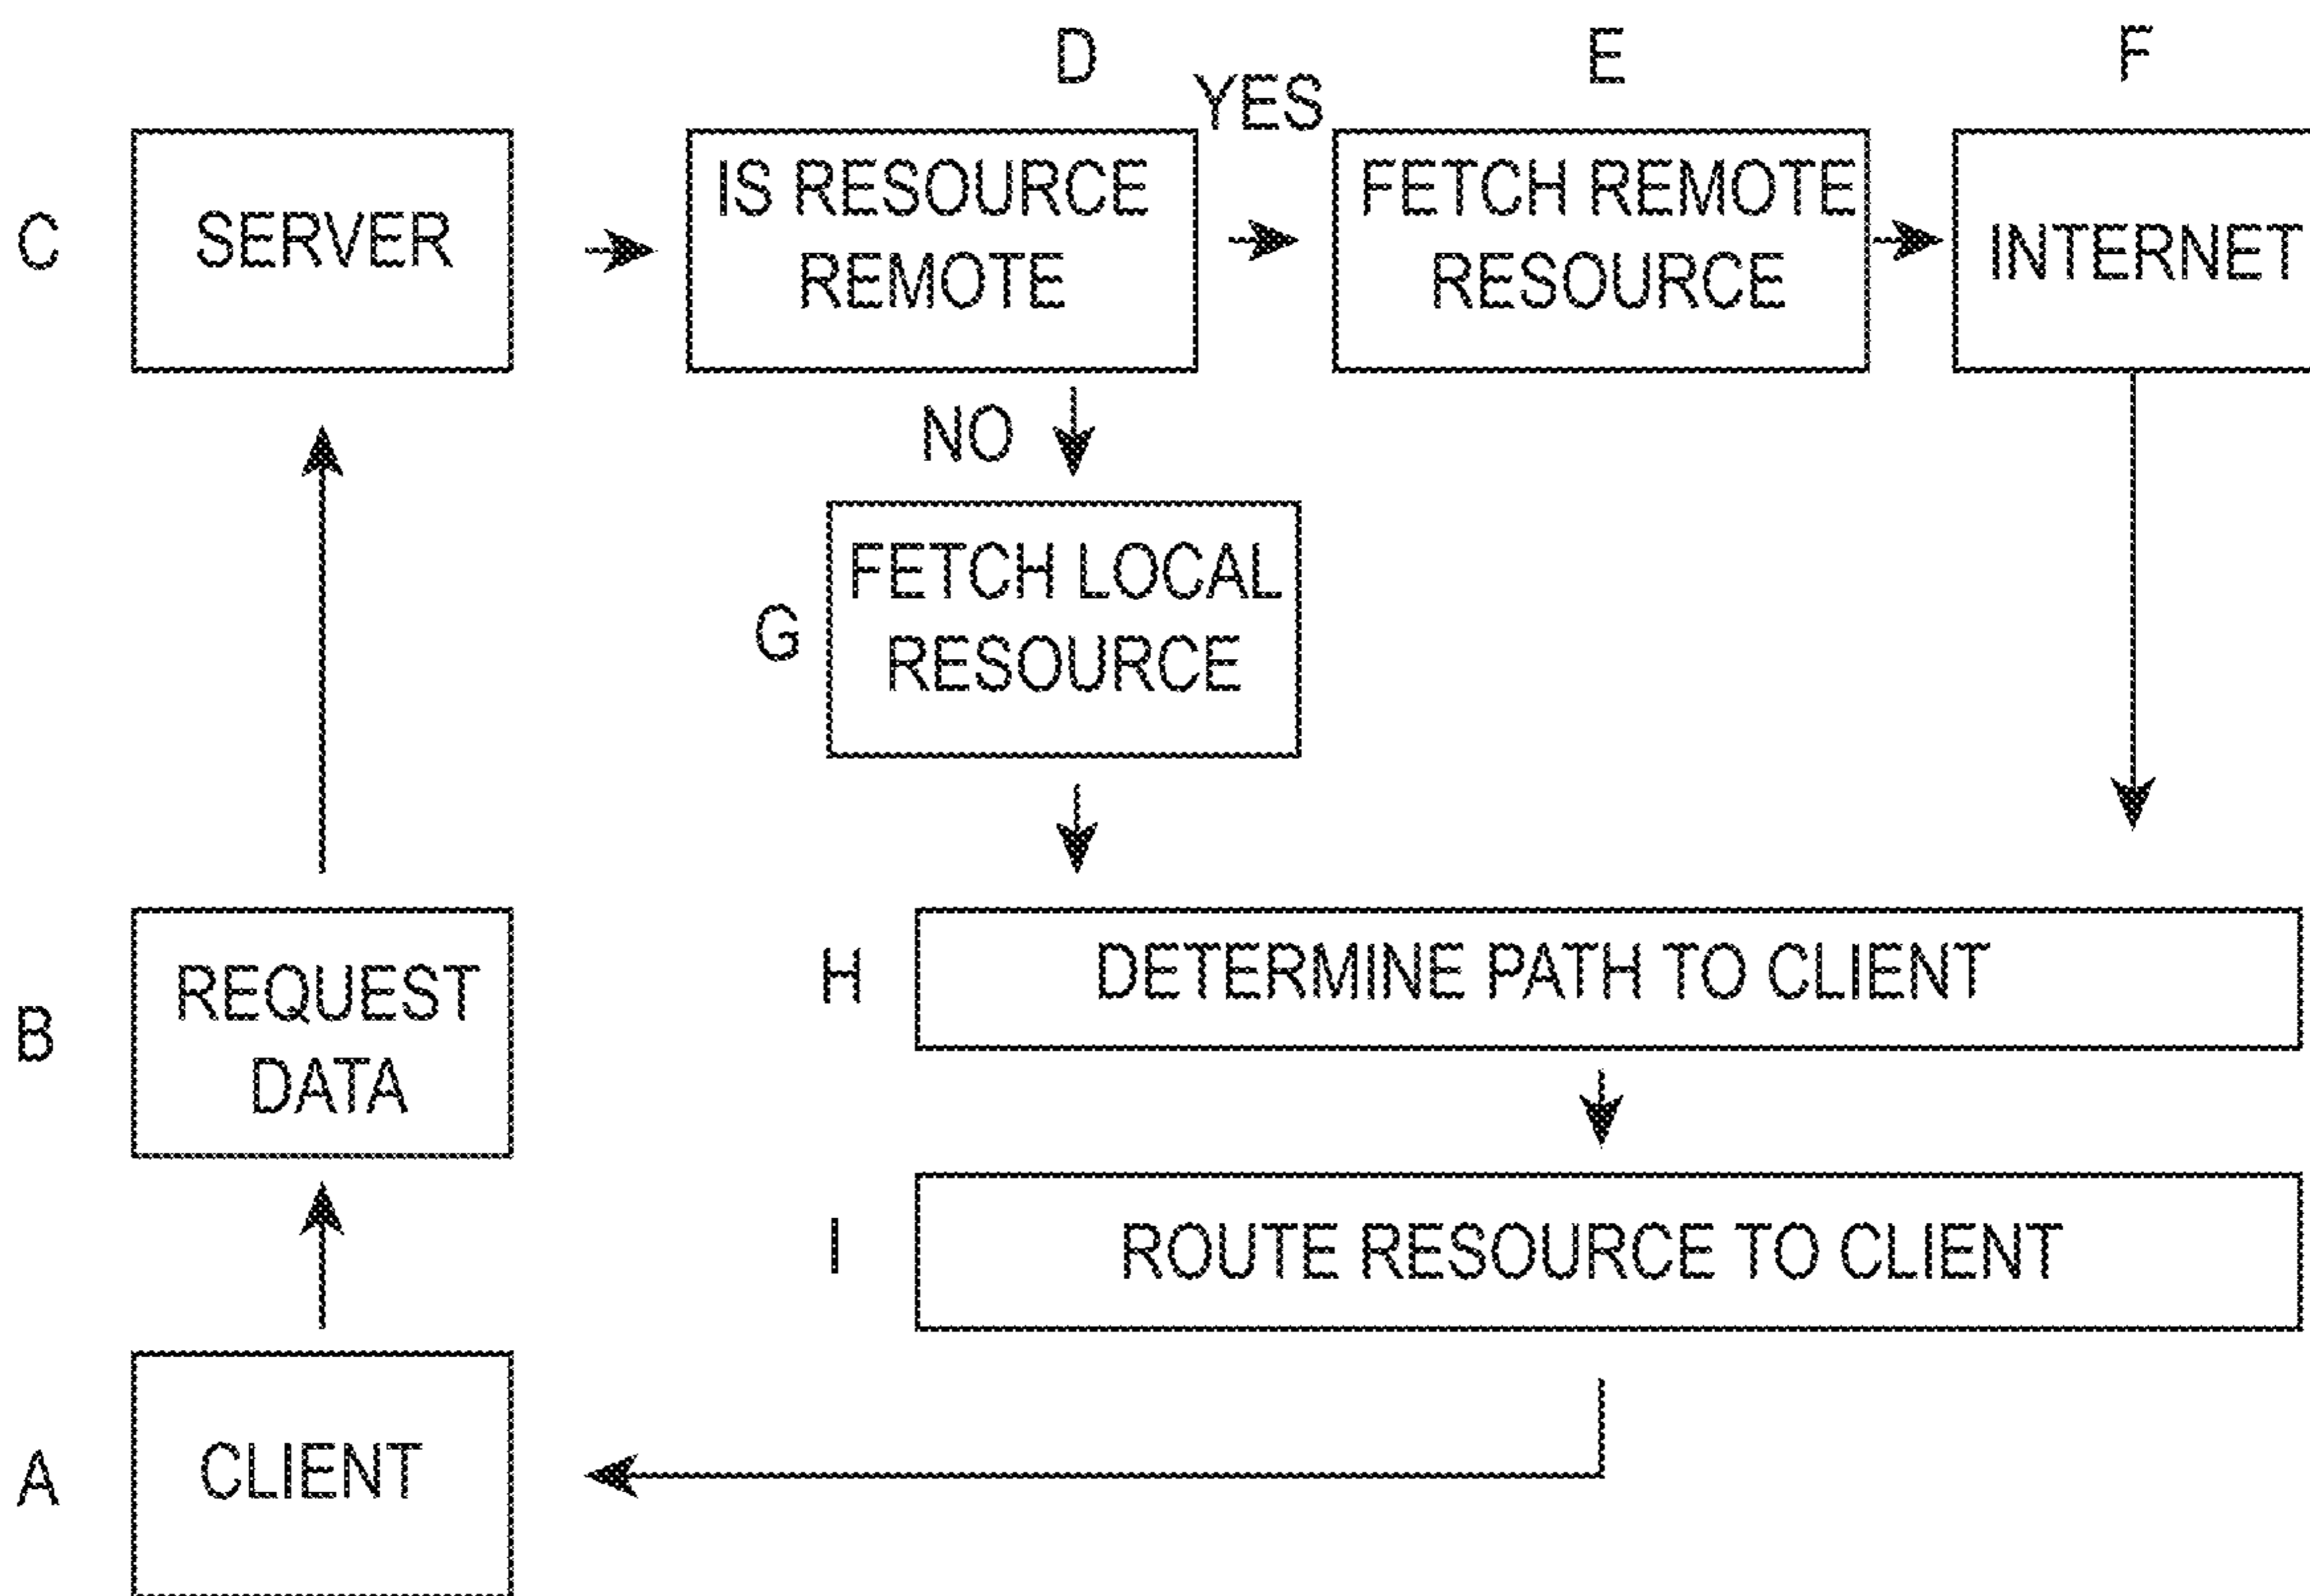 D
E
F
YES
C
SERVER
IS RESOURCE
REMOTE
FETCH REMOTE
RESOURCE
INTERNET
NO
G
FETCH LOCAL
RESOURCE
H
DETERMINE PATH TO CLIENT
B
REQUEST
DATA
I
ROUTE RESOURCE TO CLIENT
A
CLIENT